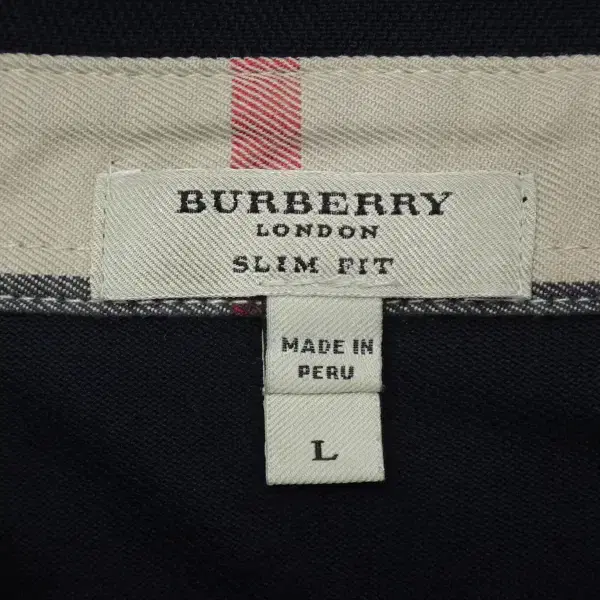 BURBERRY
LONDON
SLIM FIT
MADE IN
PERU
L